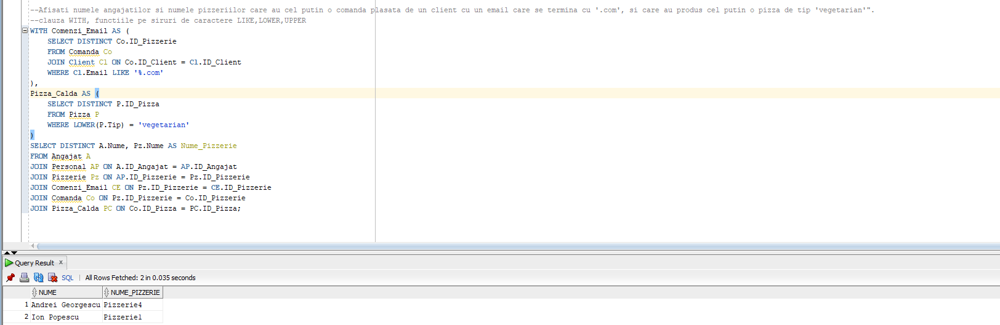 --Afisati numele angajatilor si numele pizzeriilor care au cel putin o comanda plasata de un client cu un email care se termina cu '.com', si care au produs cel putin o pizza de tip 'vegetarian'".
--clauza WITH, functiile pe siruri de caractere LIKE,LOWER,UPPER
WITH Comenzi_Email AS (
    SELECT DISTINCT Co.ID_Pizzerie
    FROM Comanda Co
    JOIN Client Cl ON Co.ID_Client = Cl.ID_Client
    WHERE Cl.Email LIKE '%.com'
),
Pizza_Calda AS (
    SELECT DISTINCT P.ID_Pizza
    FROM Pizza P
    WHERE LOWER(P.Tip) = 'vegetarian'
)
SELECT DISTINCT A.Nume, Pz.Nume AS Nume_Pizzerie
FROM Angajat A
JOIN Personal AP ON A.ID_Angajat = AP.ID_Angajat
JOIN Pizzerie Pz ON AP.ID_Pizzerie = Pz.ID_Pizzerie
JOIN Comenzi_Email CE ON Pz.ID_Pizzerie = CE.ID_Pizzerie
JOIN Comanda Co ON Pz.ID_Pizzerie = Co.ID_Pizzerie
JOIN Pizza_Calda PC ON Co.ID_Pizza = PC.ID_Pizza;
Query Result x
SQL | All Rows Fetched: 2 in 0.035 seconds
NUME NUME_PIZZERIE
1 Andrei Georgescu Pizzerie4
2 Ion Popescu Pizzerie1